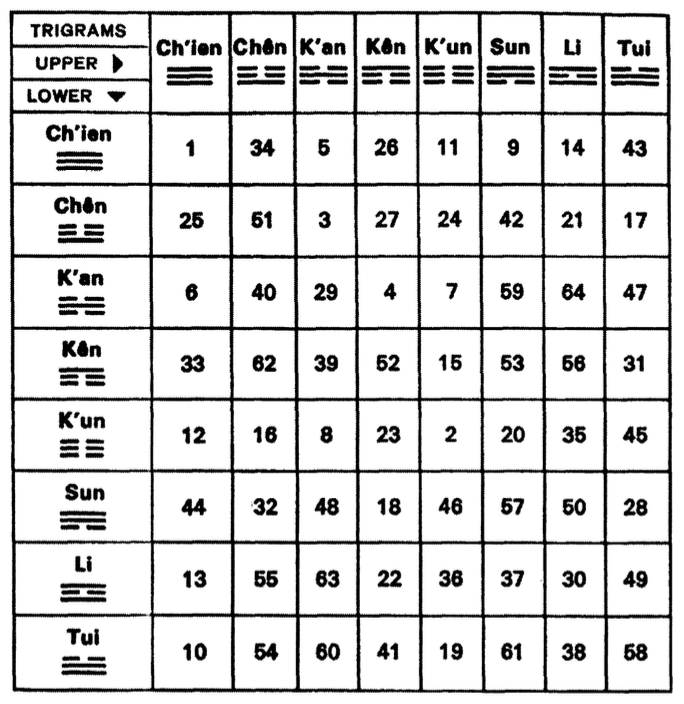 TRIGRAMS
UPPER
LOWER
Ch'ien Chên K'an Kên K'un Sun Li Tui
Ch'ien 1 34 5 26 11 9 14 43
Chên 25 51 3 27 24 42 21 17
K'an 6 40 29 4 7 59 64 47
Kên 33 62 39 52 15 53 56 31
K'un 12 16 8 23 2 20 35 45
Sun 44 32 48 18 46 57 50 28
Li 13 55 63 22 36 37 30 49
Tui 10 54 60 41 19 61 38 58